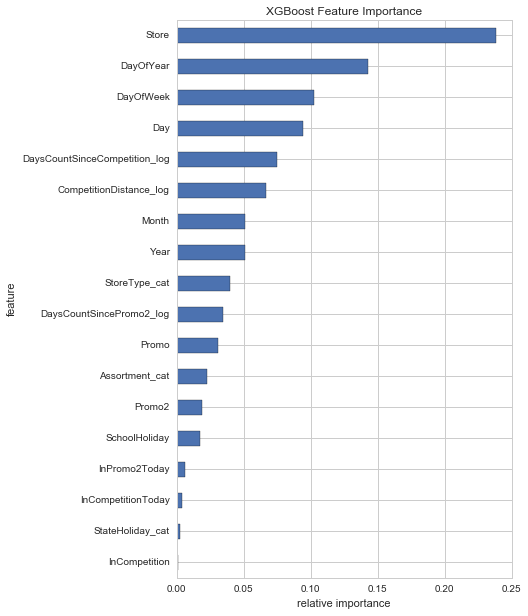 XGBoost Feature Importance
Store
DayOfYear
DayOfWeek
Day
DaysCountSinceCompetition_log
CompetitionDistance_log
Month
Year
StoreType_cat
DaysCountSincePromo2_log
Promo
Assortment_cat
Promo2
SchoolHoliday
InPromo2Today
InCompetitionToday
StateHoliday_cat
InCompetition
feature
0.00 0.05 0.10 0.15 0.20 0.25
relative importance